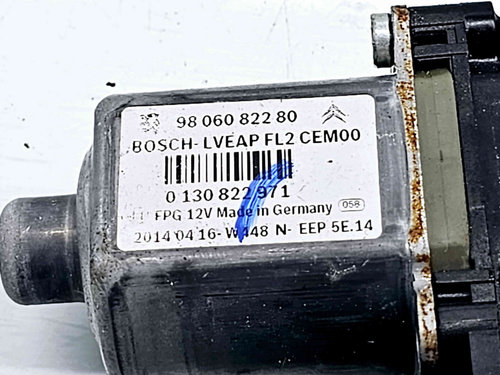 98 060 822 80
BOSCH- LVEAP FL2 CEM00
0 130 822 971
FPG 12V Made in Germany 058
2014 04 16- W448 N- EEP 5E.14